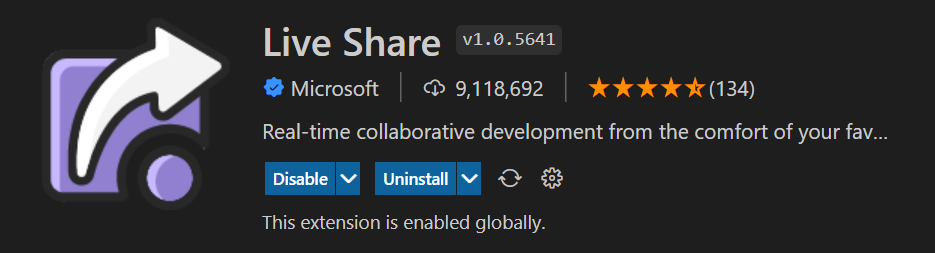 Live Share v1.0.5641
Microsoft 9,118,692 (134)
Real-time collaborative development from the comfort of your fav...
Disable Uninstall
This extension is enabled globally.